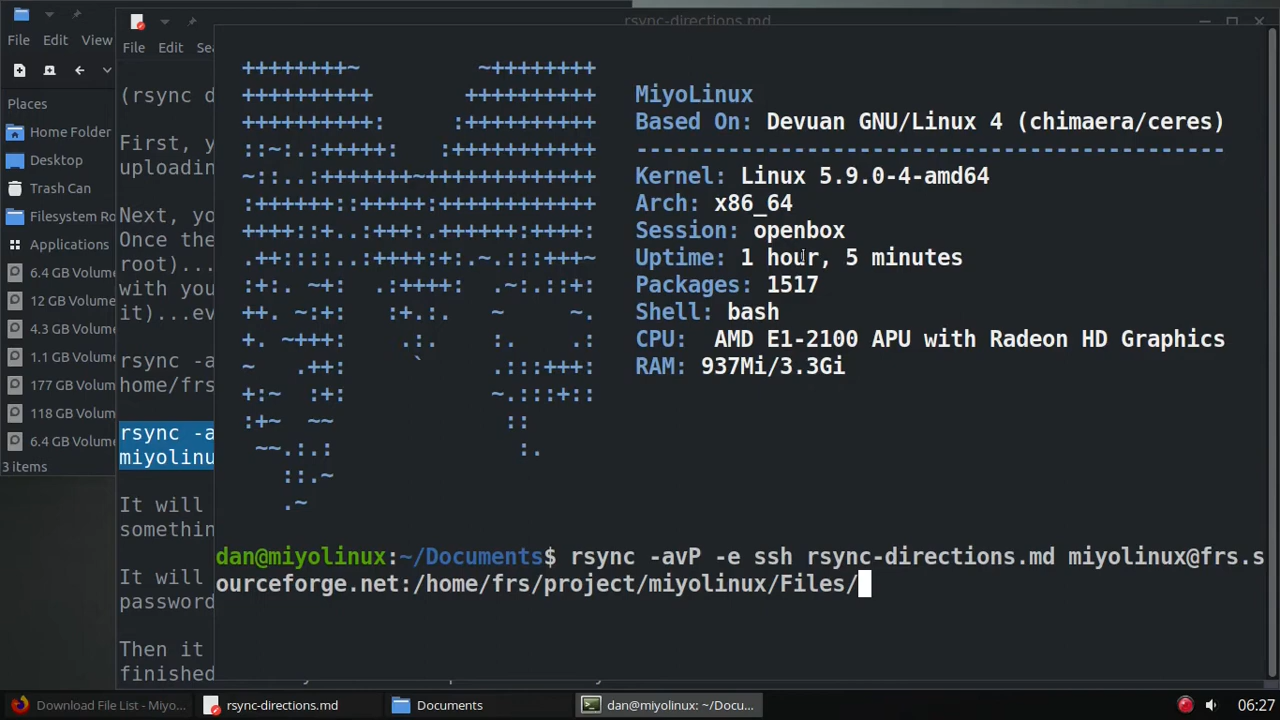 rsync-directions.md
File Edit View
File Edit Sea
Places
Home Folder
Desktop
Trash Can
Filesystem Ro
Applications
6.4 GB Volum
12 GB Volume
4.3 GB Volum
1.1 GB Volum
177 GB Volum
118 GB Volum
6.4 GB Volum
3 items
(rsync d
First, y
uploadin
Next, yo
Once the
root)...
with you
it)...ev
rsync -a
home/frs
rsync -a
miyolinu
It will
somethin
It will
password
Then it
finished
++++++++~ ~++++++++
++++++++++ ++++++++++
++++++++++: :++++++++++
::~:.:+++++: :+++++++++++
~::..:+++++++~+++++++++++++
:++++++::+++++:++++++++++++
++++::+..:+++:.++++++:++++:
.++::::..:++++:+:.~.:::+++~
:+:. ~+: .:++++: .~:.::+:
++. ~:+: :+.:. ~ ~.
+. ~+++: .:. :. .:
~ .++: ` .:::+++:
+:~ :+: ~.:::+::
:+~ ~~ ::
~~.:.: :.
::.~
.~
MiyoLinux
Based On: Devuan GNU/Linux 4 (chimaera/ceres)
---------------------------------------------
Kernel: Linux 5.9.0-4-amd64
Arch: x86_64
Session: openbox
Uptime: 1 hour, 5 minutes
Packages: 1517
Shell: bash
CPU: AMD E1-2100 APU with Radeon HD Graphics
RAM: 937Mi/3.3Gi
dan@miyolinux:~/Documents$ rsync -avP -e ssh rsync-directions.md miyolinux@frs.s
ourceforge.net:/home/frs/project/miyolinux/Files/
Download File List - Miyo... rsync-directions.md Documents dan@miyolinux: ~/Docu... 06:27